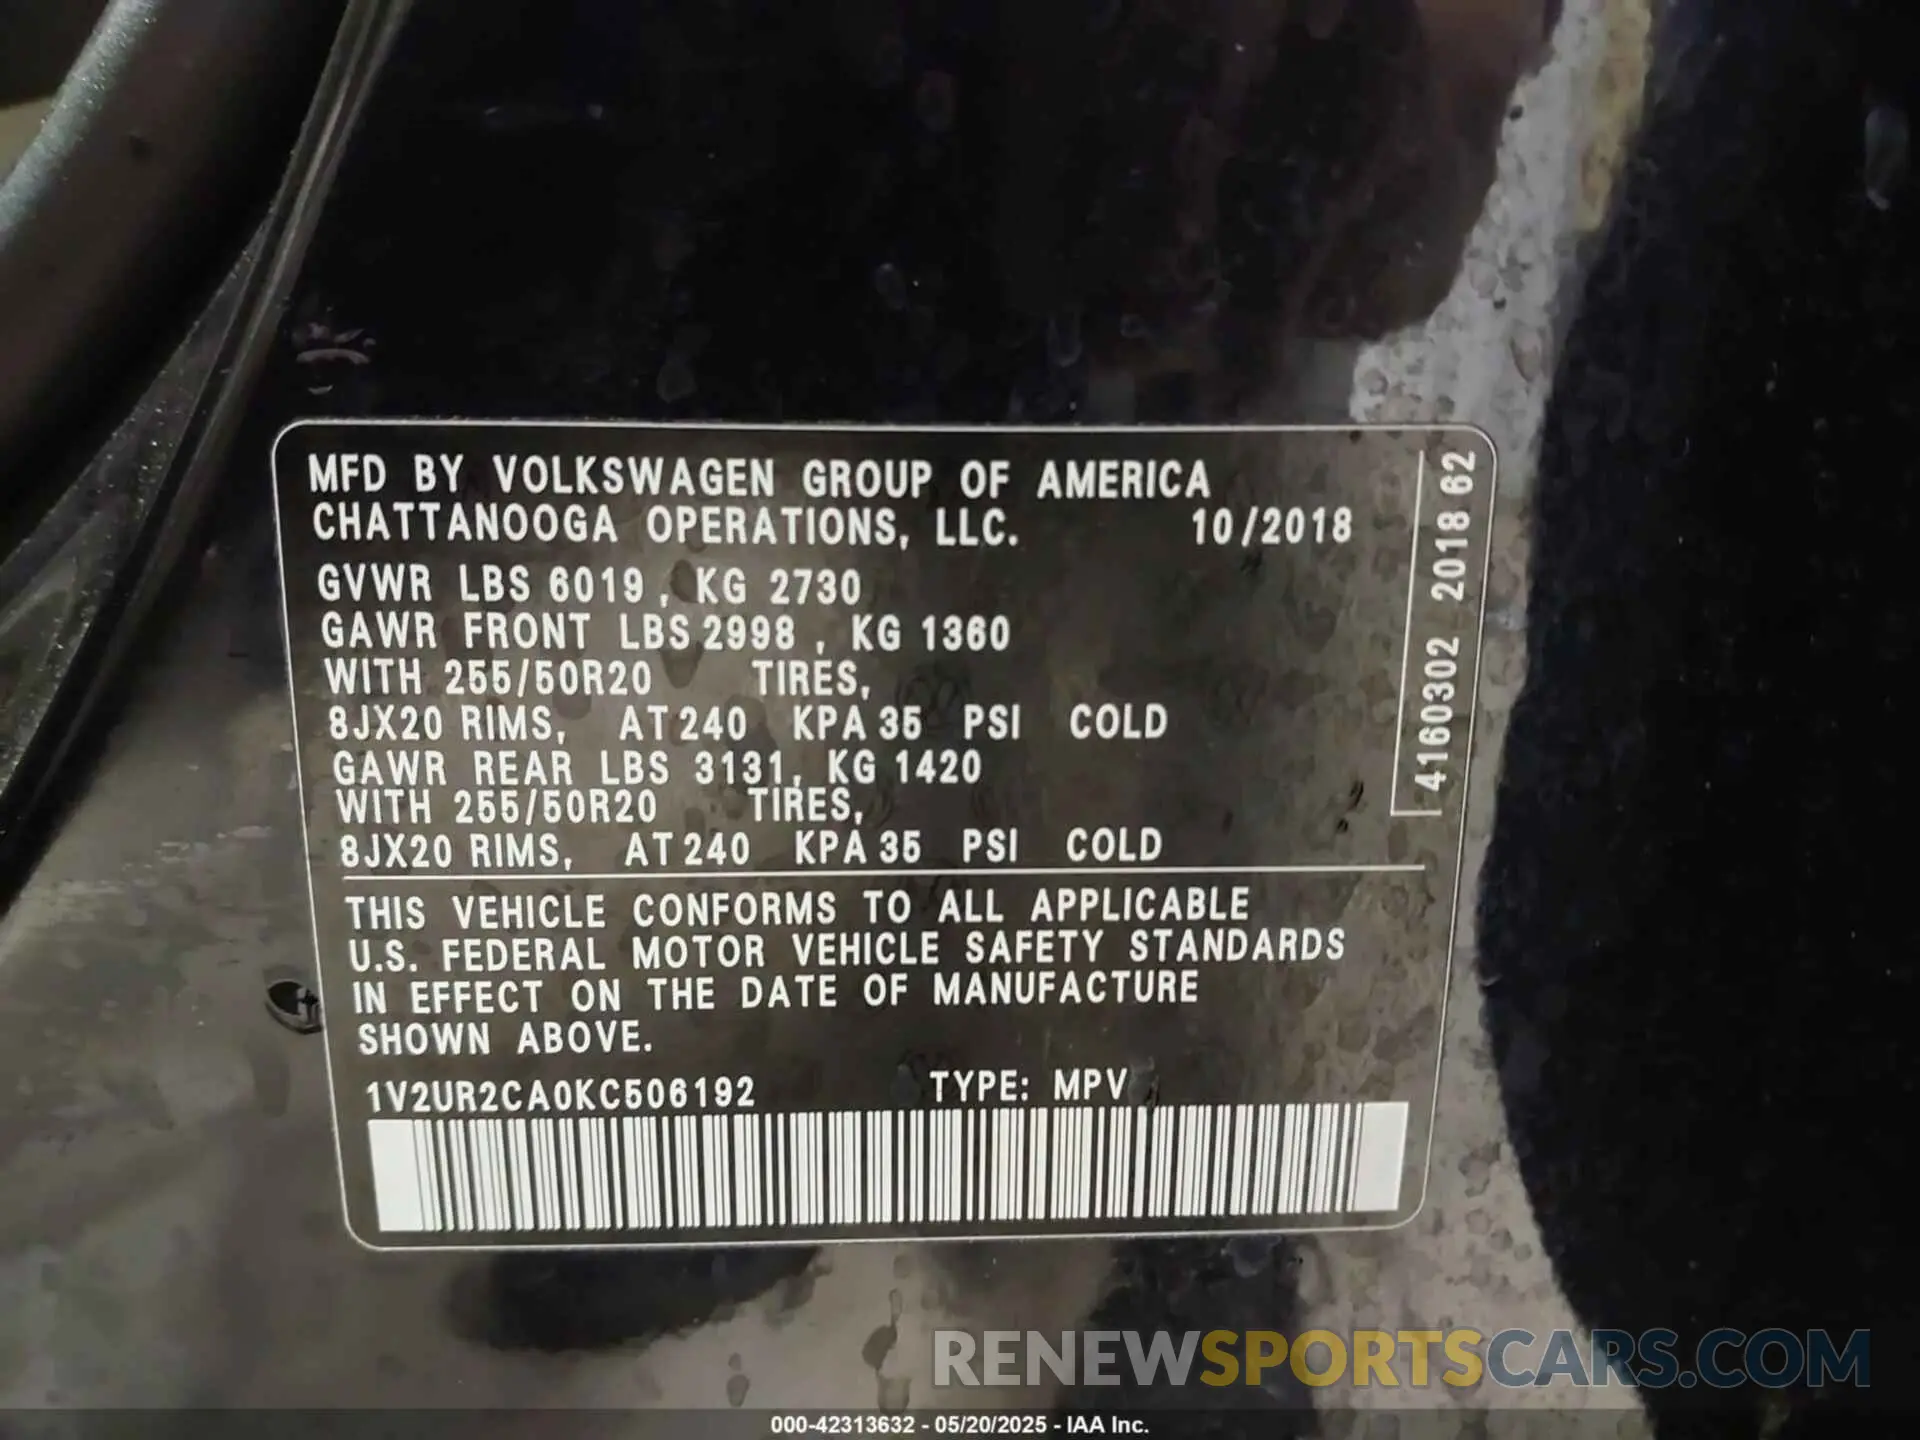 MFD BY VOLKSWAGEN GROUP OF AMERICA
CHATTANOOGA OPERATIONS, LLC. 10/2018
GVWR LBS 6019, KG 2730
GAWR FRONT LBS 2998, KG 1360
WITH 255/50R20 TIRES,
8JX20 RIMS, AT 240 KPA 35 PSI COLD
GAWR REAR LBS 3131, KG 1420
WITH 255/50R20 TIRES,
8JX20 RIMS, AT 240 KPA 35 PSI COLD
4160302 2018 62
THIS VEHICLE CONFORMS TO ALL APPLICABLE
U.S. FEDERAL MOTOR VEHICLE SAFETY STANDARDS
IN EFFECT ON THE DATE OF MANUFACTURE
SHOWN ABOVE.
1V2UR2CA0KC506192 TYPE: MPV
RENEWSPORTSCARS.COM
000-42313632 - 05/20/2025 - IAA Inc.